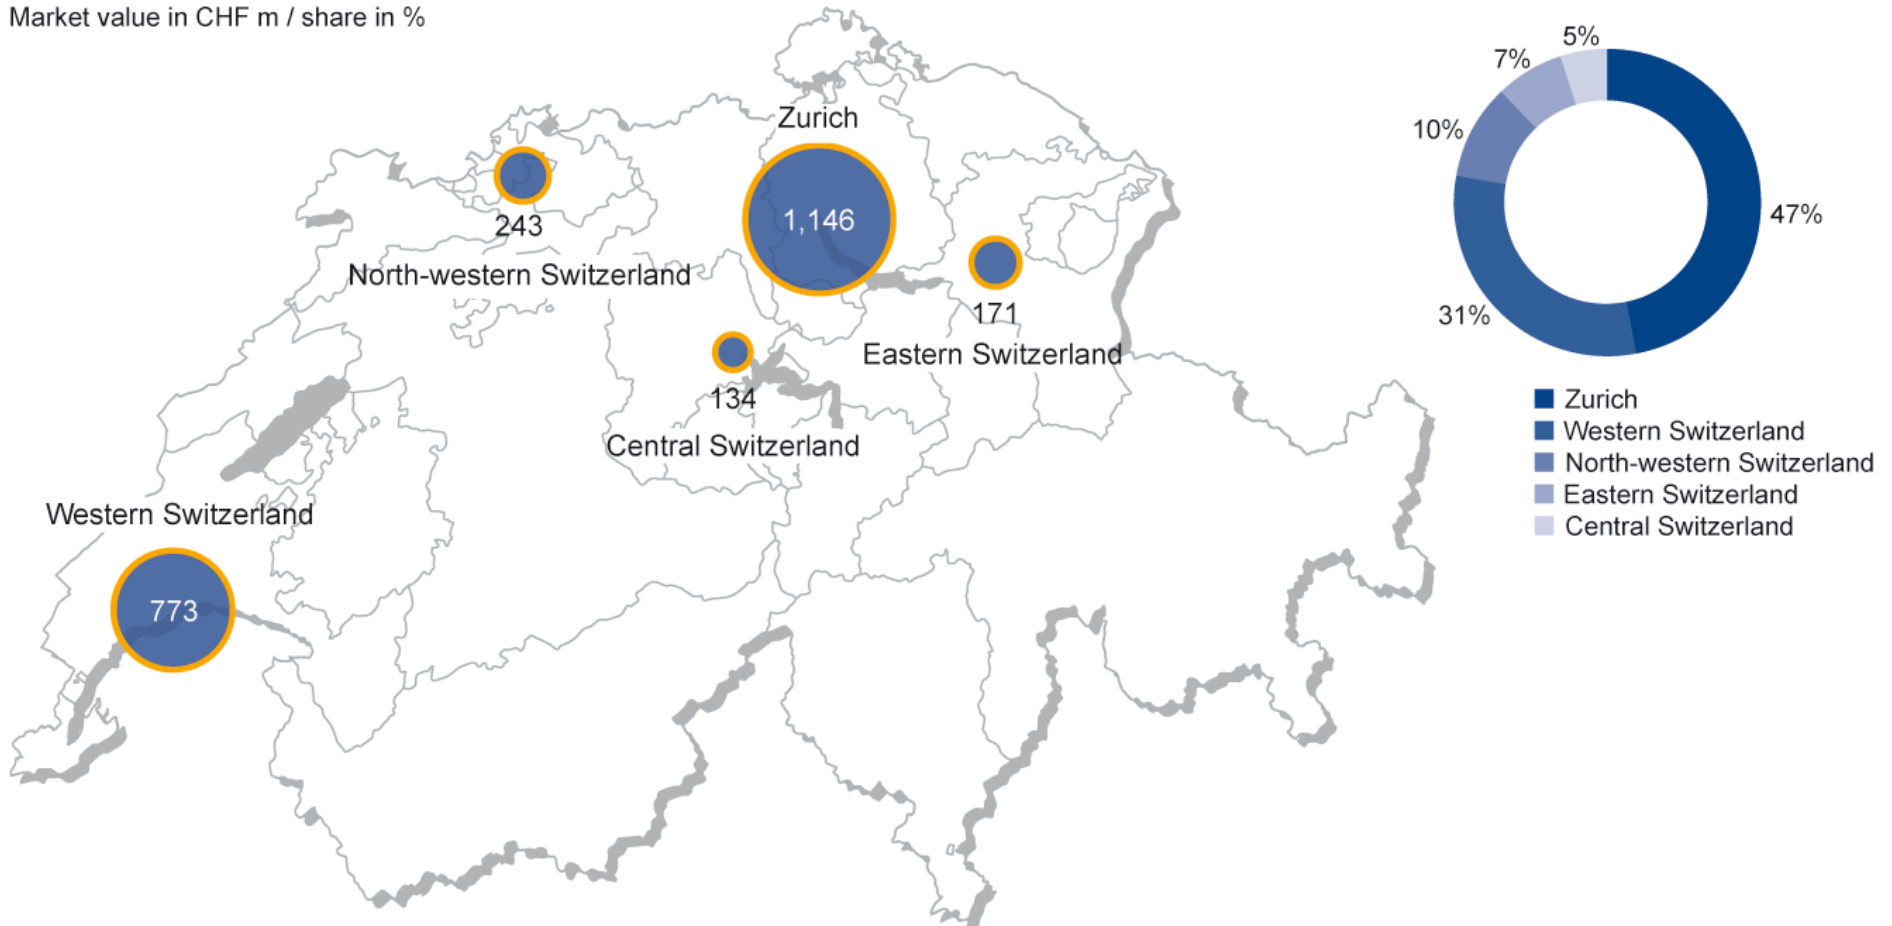 Market value in CHF m / share in %
Zurich
1,146
243
North-western Switzerland
171
Eastern Switzerland
134
Central Switzerland
Western Switzerland
773
5%
7%
10%
47%
31%
Zurich
Western Switzerland
North-western Switzerland
Eastern Switzerland
Central Switzerland